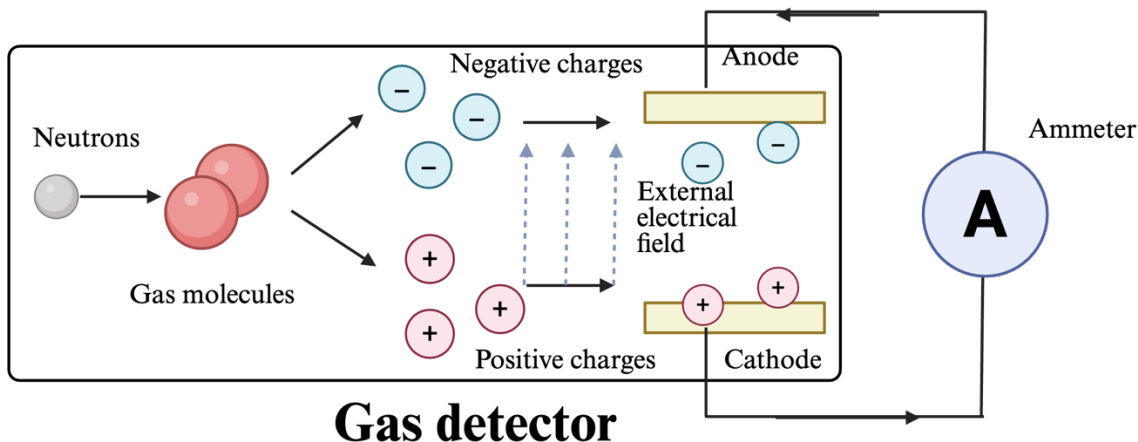 Negative charges
Anode
Neutrons
Ammeter
−
−
−
−
−
A
External
electrical
field
Gas molecules
+
+
+
+
+
Positive charges
Cathode
Gas detector